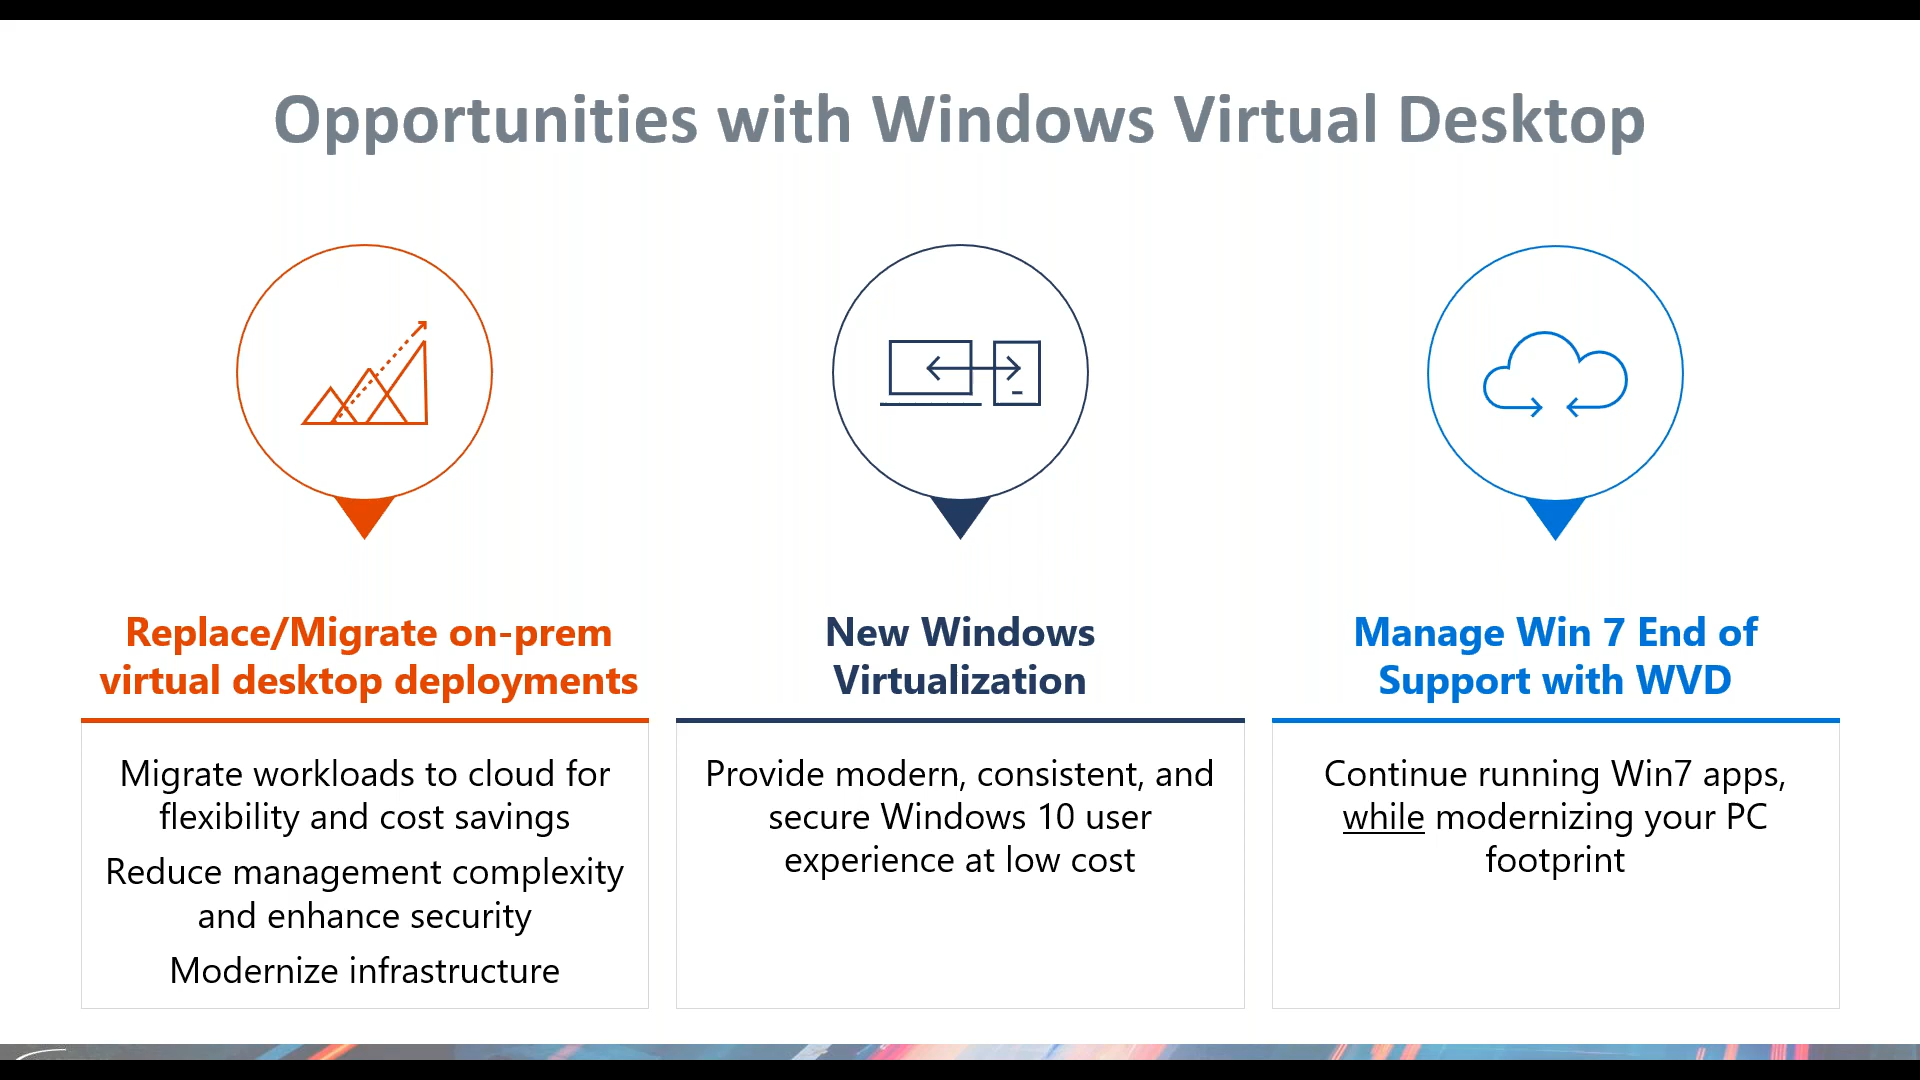 Opportunities with Windows Virtual Desktop
Replace/Migrate on-prem
virtual desktop deployments
Migrate workloads to cloud for
flexibility and cost savings
Reduce management complexity
and enhance security
Modernize infrastructure
New Windows
Virtualization
Provide modern, consistent, and
secure Windows 10 user
experience at low cost
Manage Win 7 End of
Support with WVD
Continue running Win7 apps,
while modernizing your PC
footprint